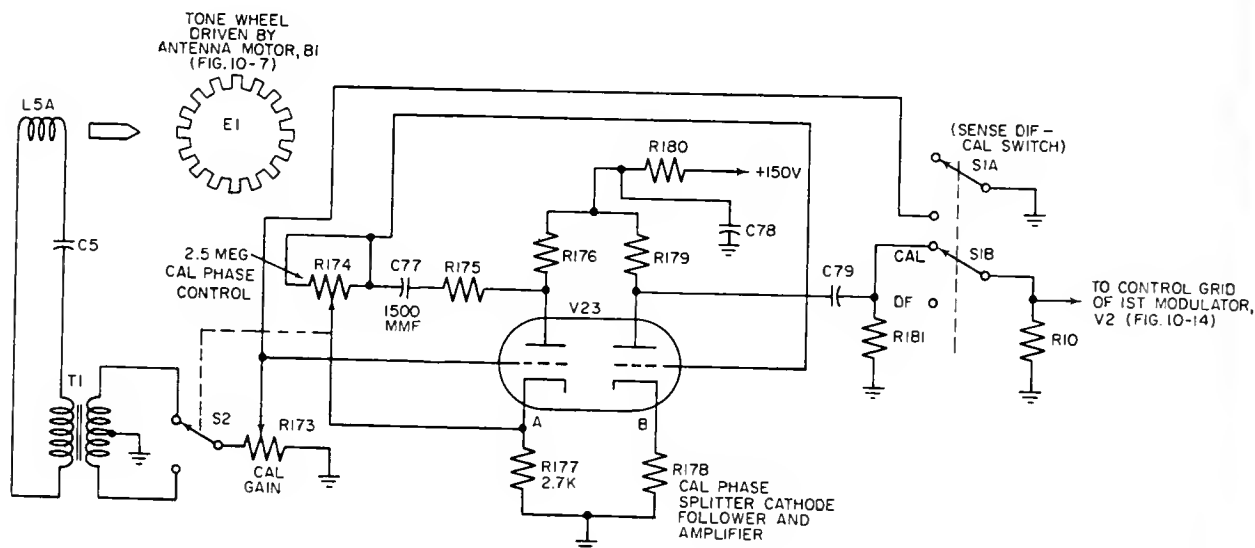 TONE WHEEL
DRIVEN BY
ANTENNA MOTOR, B1
(FIG. 10-7)
L5A
E1
(SENSE DIF-
CAL SWITCH)
S1A
R180
+150V
C78
C5
2.5 MEG
CAL PHASE
CONTROL
R174
C77
1500
MMF
R175
R176
R179
C79
CAL
S1B
DF
R181
R10
TO CONTROL GRID
OF 1ST MODULATOR,
V2 (FIG. 10-14)
V23
T1
S2
R173
CAL
GAIN
A
B
R177
2.7K
R178
CAL PHASE
SPLITTER CATHODE
FOLLOWER AND
AMPLIFIER